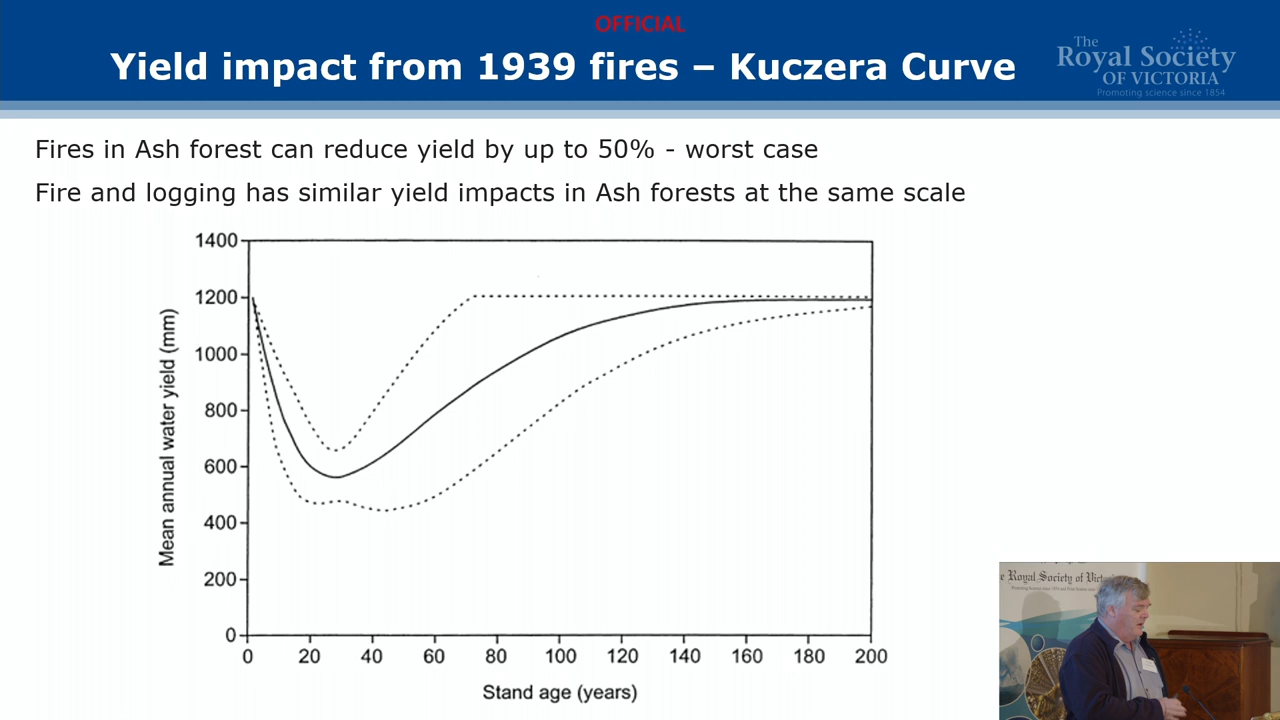 OFFICIAL
Yield impact from 1939 fires – Kuczera Curve
The
Royal Society
OF VICTORIA
Promoting science since 1854
Fires in Ash forest can reduce yield by up to 50% - worst case
Fire and logging has similar yield impacts in Ash forests at the same scale
1400
1200
1000
800
600
400
200
0
Mean annual water yield (mm)
0 20 40 60 80 100 120 140 160 180 200
Stand age (years)
Royal Society of Vict